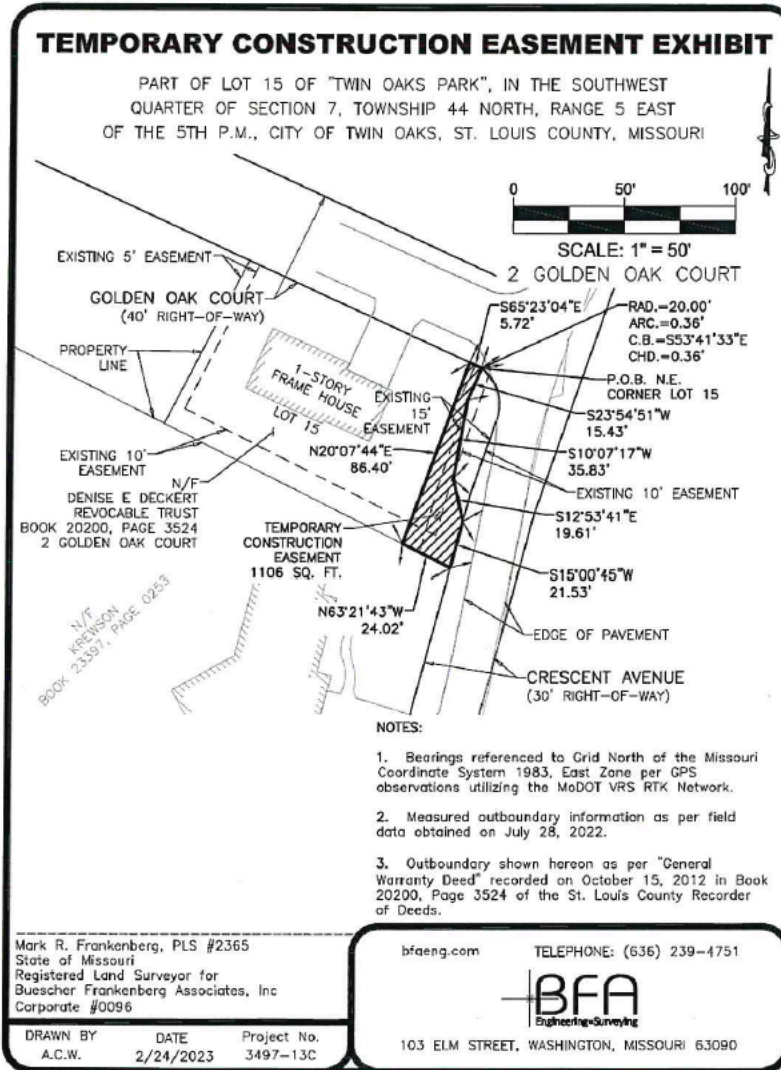 TEMPORARY CONSTRUCTION EASEMENT EXHIBIT
PART OF LOT 15 OF "TWIN OAKS PARK", IN THE SOUTHWEST
QUARTER OF SECTION 7, TOWNSHIP 44 NORTH, RANGE 5 EAST
OF THE 5TH P.M., CITY OF TWIN OAKS, ST. LOUIS COUNTY, MISSOURI
0 50' 100'
SCALE: 1" = 50'
2 GOLDEN OAK COURT
EXISTING 5' EASEMENT
GOLDEN OAK COURT
(40' RIGHT-OF-WAY)
PROPERTY
LINE
1-STORY
FRAME HOUSE
LOT 15
EXISTING
15'
EASEMENT
S65°23'04"E
5.72'
RAD.=20.00'
ARC.=0.36'
C.B.=S53°41'33"E
CHD.=0.36'
P.O.B. N.E.
CORNER LOT 15
S23°54'51"W
15.43'
N20°07'44"E
86.40'
S10°07'17"W
35.83'
EXISTING 10' EASEMENT
EXISTING 10'
EASEMENT
N/F
DENISE E DECKERT
REVOCABLE TRUST
BOOK 20200, PAGE 3524
2 GOLDEN OAK COURT
S12°53'41"E
19.61'
TEMPORARY
CONSTRUCTION
EASEMENT
1106 SQ. FT.
S15°00'45"W
21.53'
N63°21'43"W
24.02'
EDGE OF PAVEMENT
N/F
KREWSON
BOOK 23397, PAGE 0253
CRESCENT AVENUE
(30' RIGHT-OF-WAY)
NOTES:
1. Bearings referenced to Grid North of the Missouri
Coordinate System 1983, East Zone per GPS
observations utilizing the MoDOT VRS RTK Network.
2. Measured outboundary information as per field
data obtained on July 28, 2022.
3. Outboundary shown hereon as per "General
Warranty Deed" recorded on October 15, 2012 in Book
20200, Page 3524 of the St. Louis County Recorder
of Deeds.
Mark R. Frankenberg, PLS #2365
State of Missouri
Registered Land Surveyor for
Buescher Frankenberg Associates, Inc
Corporate #0096
DRAWN BY
A.C.W.
DATE
2/24/2023
Project No.
3497-13C
bfaeng.com TELEPHONE: (636) 239-4751
BFA
Engineering-Surveying
103 ELM STREET, WASHINGTON, MISSOURI 63090